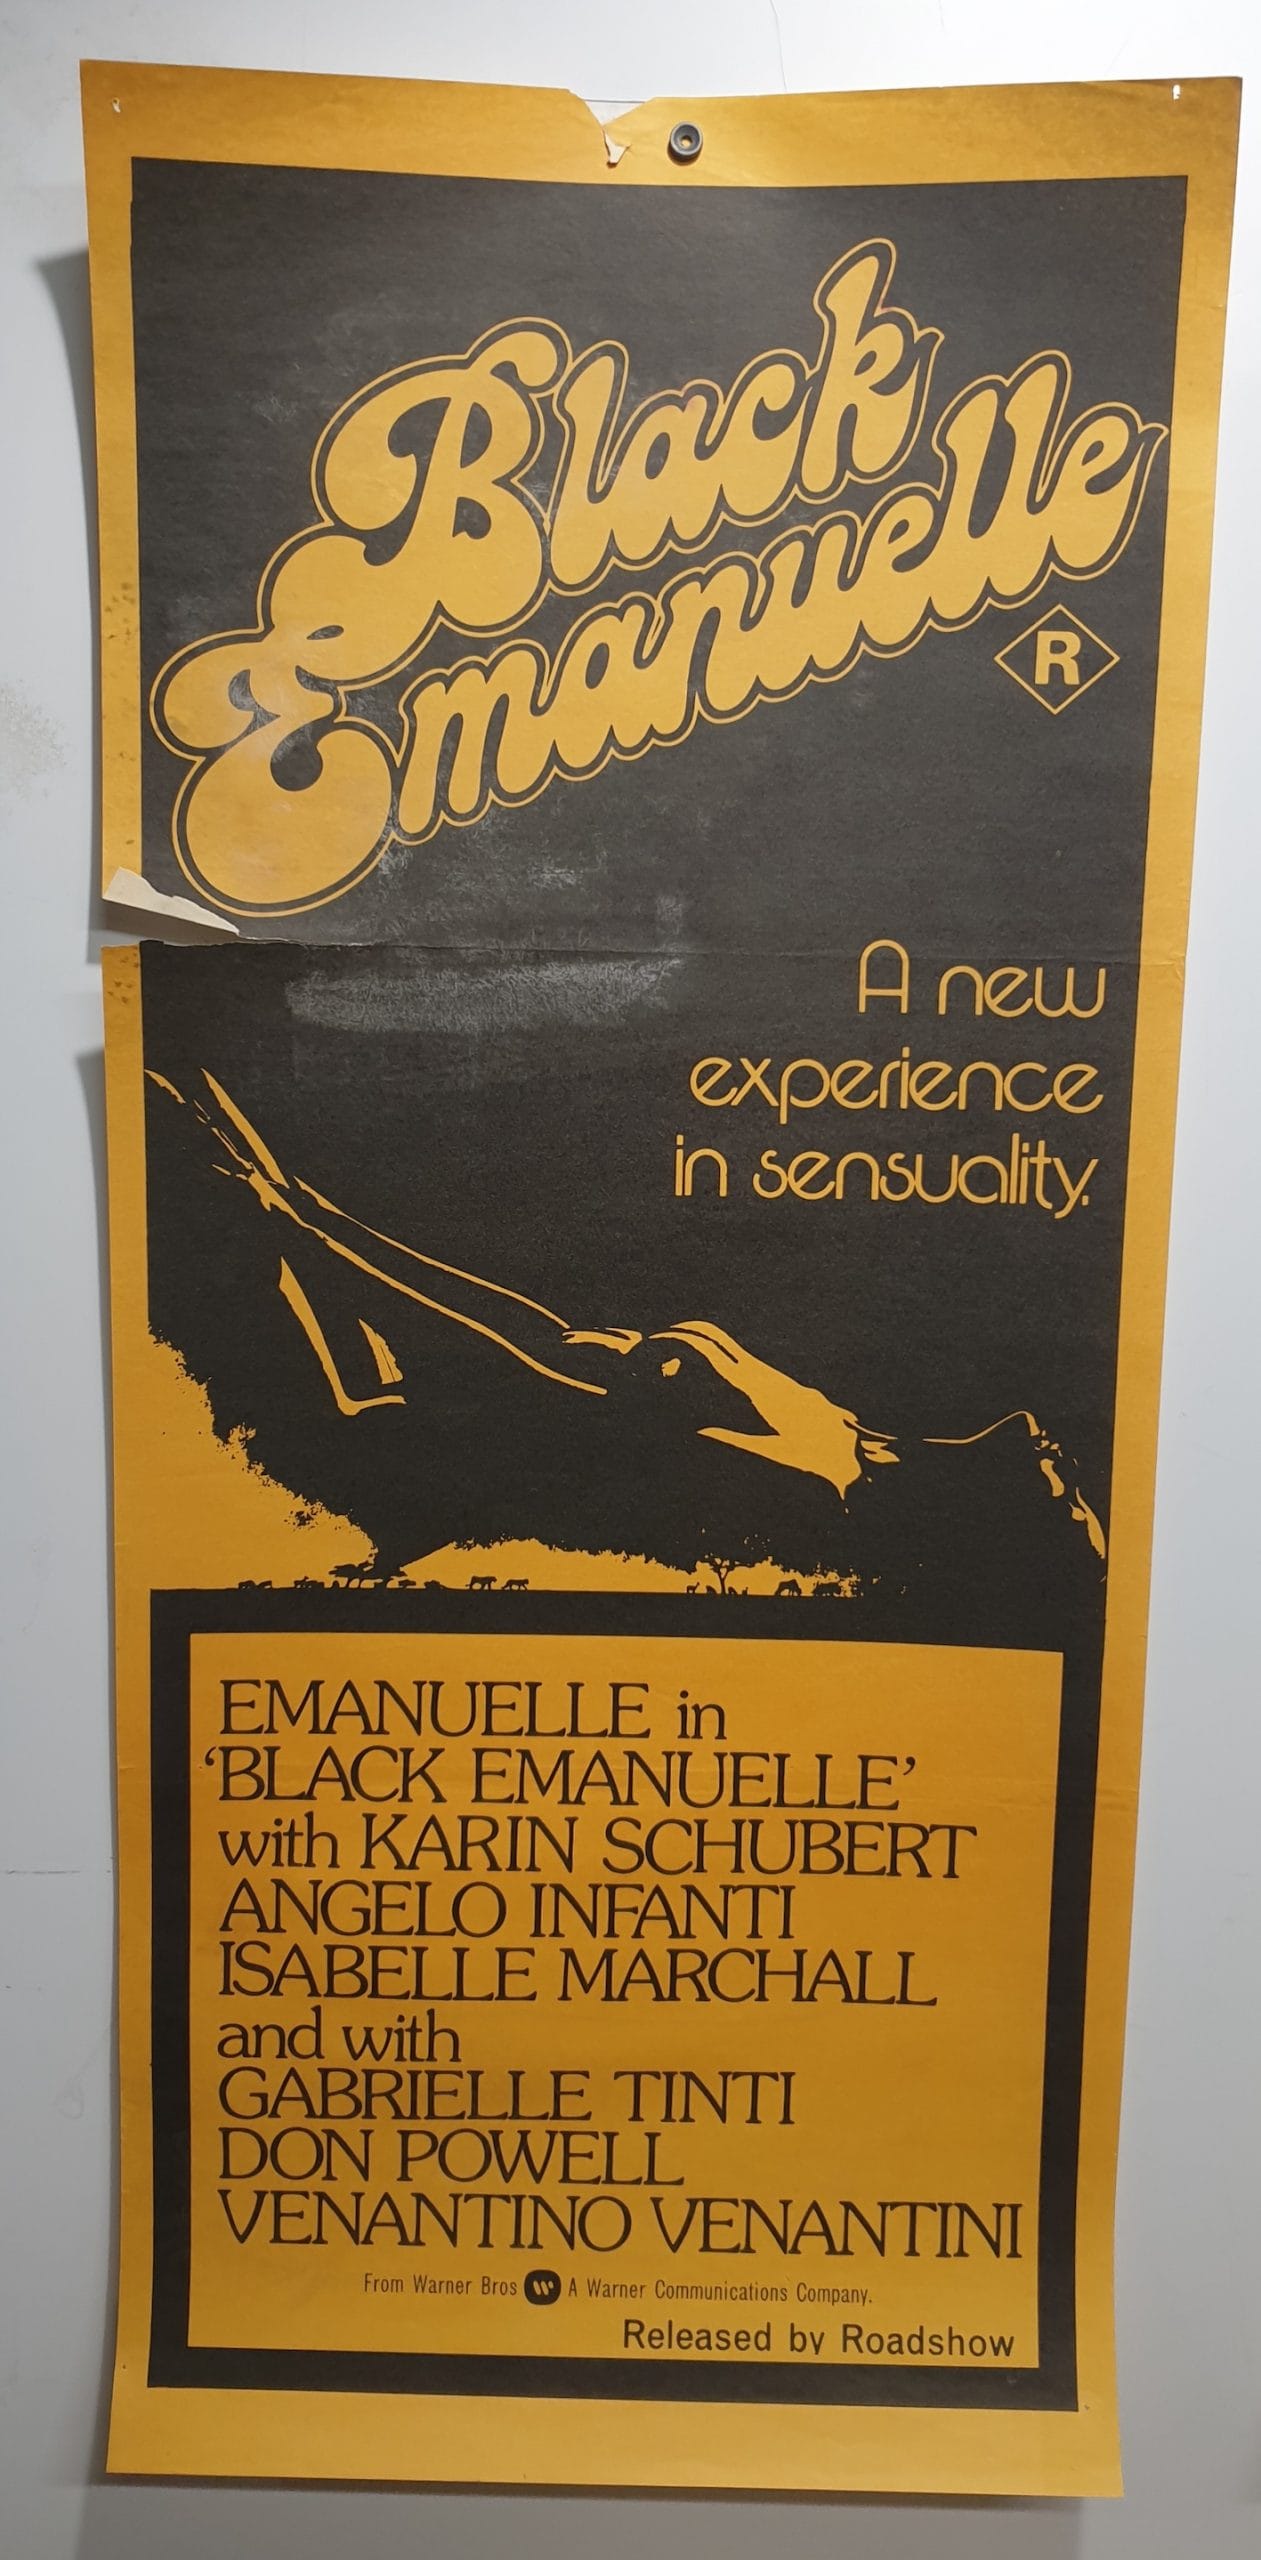 Black
Emanuelle
R
A new
experience
in sensuality.
EMANUELLE in
‘BLACK EMANUELLE’
with KARIN SCHUBERT
ANGELO INFANTI
ISABELLE MARCHALL
and with
GABRIELLE TINTI
DON POWELL
VENANTINO VENANTINI
From Warner Bros W A Warner Communications Company.
Released by Roadshow